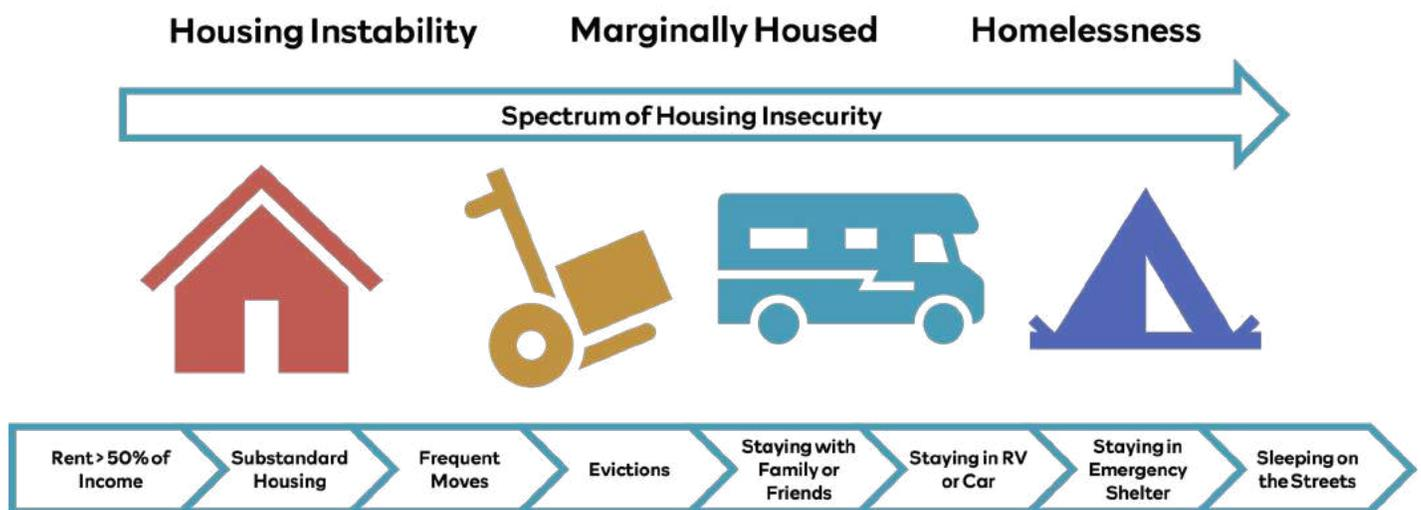 Housing Instability Marginally Housed Homelessness
Spectrum of Housing Insecurity
Rent > 50% of
Income
Substandard
Housing
Frequent
Moves
Evictions
Staying with
Family or
Friends
Staying in RV
or Car
Staying in
Emergency
Shelter
Sleeping on
the Streets